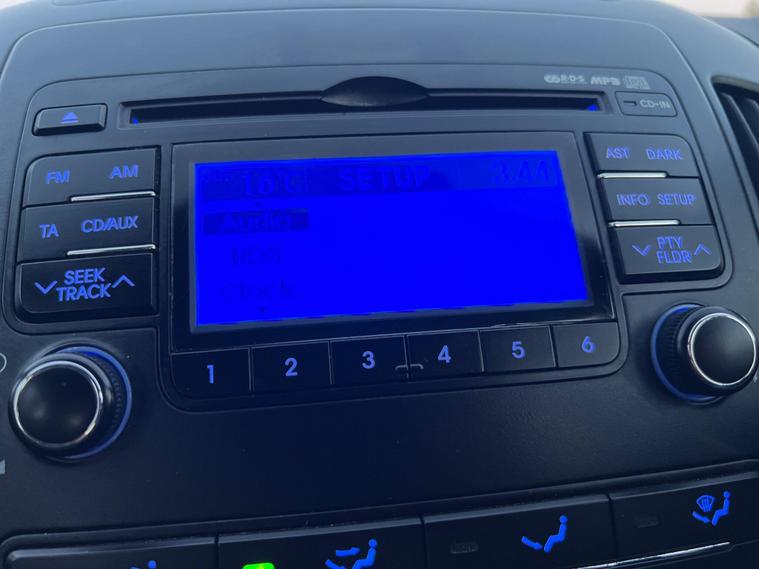 RDS MP3
CD-IN
FM AM
AST DARK
SETUP 3:44
Audio
RDS
Clock
TA CD/AUX
INFO SETUP
SEEK
TRACK
PTY
FLDR
1 2 3 4 5 6